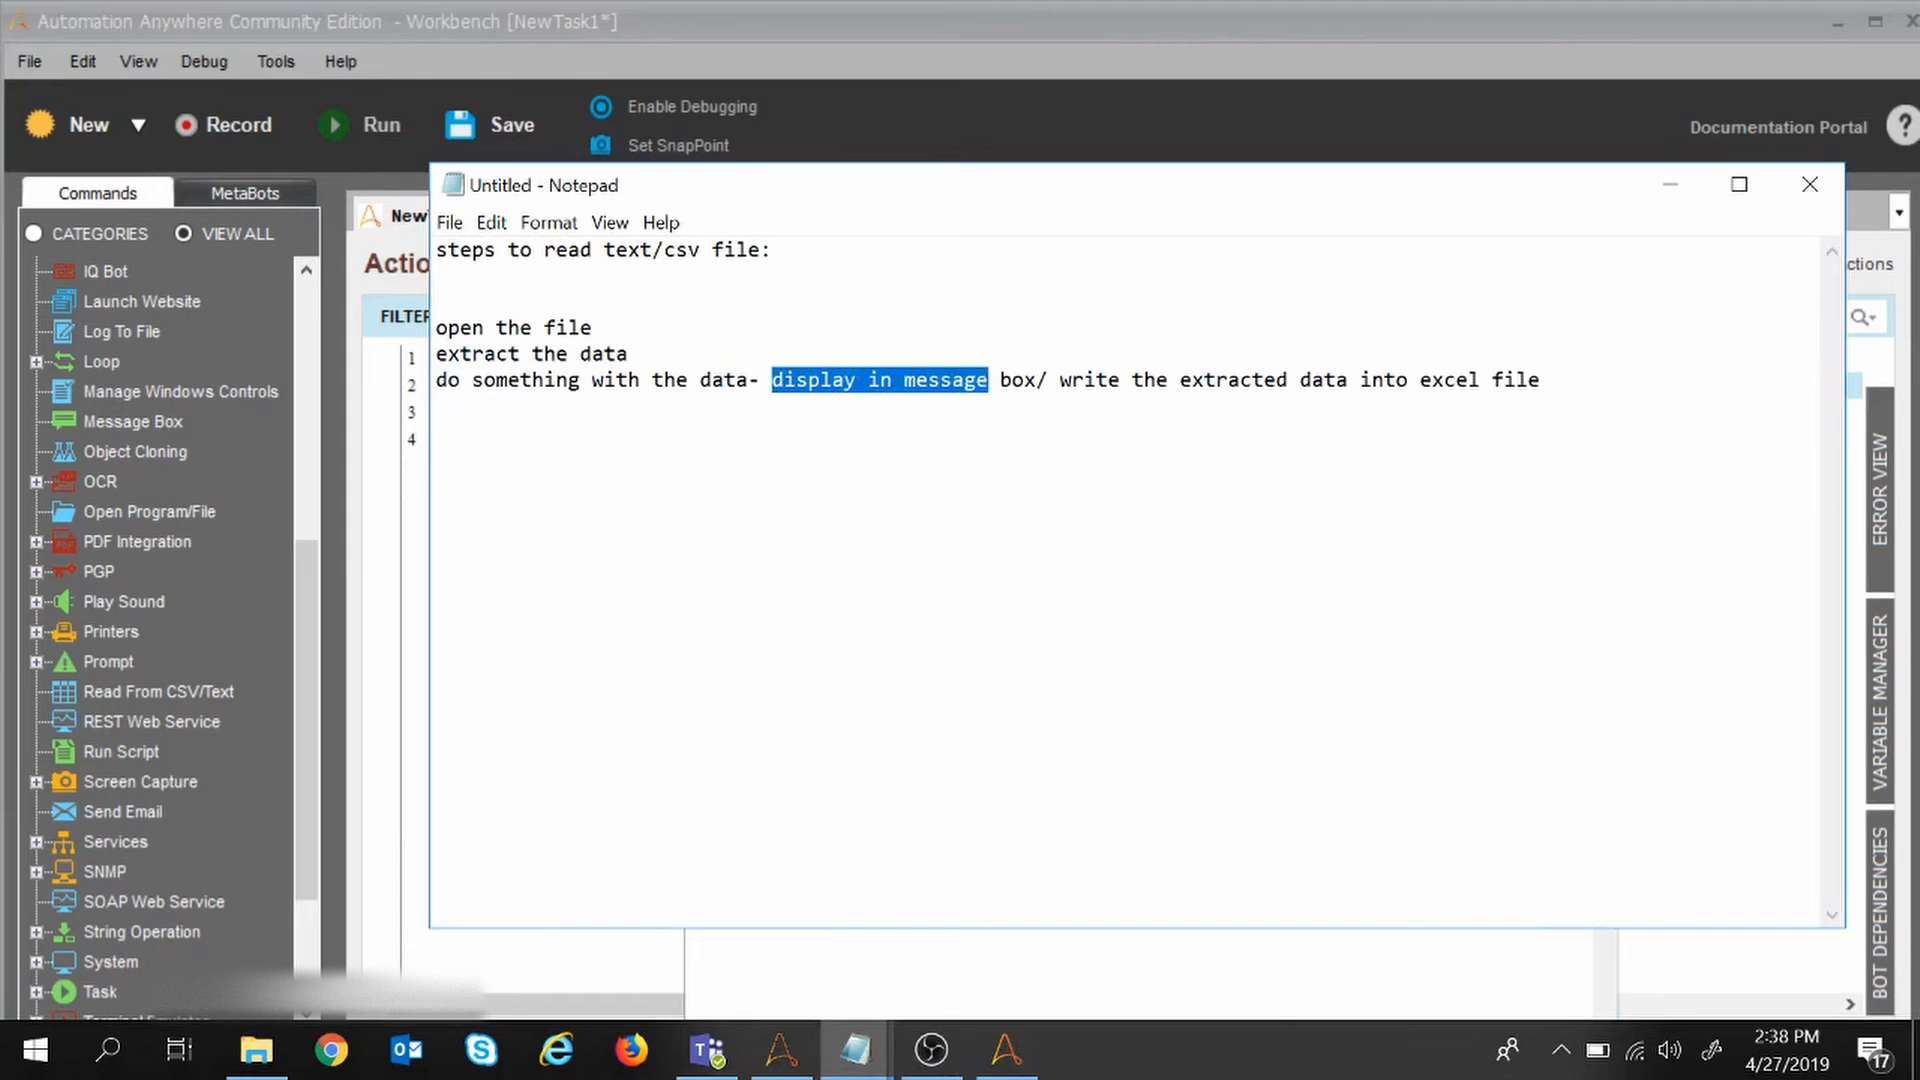 Automation Anywhere Community Edition - Workbench [NewTask1*]
File Edit View Debug Tools Help
New Record Run Save
Enable Debugging
Set SnapPoint
Documentation Portal ?
Commands MetaBots
CATEGORIES VIEW ALL
IQ Bot
Launch Website
Log To File
Loop
Manage Windows Controls
Message Box
Object Cloning
OCR
Open Program/File
PDF Integration
PGP
Play Sound
Printers
Prompt
Read From CSV/Text
REST Web Service
Run Script
Screen Capture
Send Email
Services
SNMP
SOAP Web Service
String Operation
System
Task
New
Actio
FILTER
1
2
3
4
Untitled - Notepad
File Edit Format View Help
steps to read text/csv file:
open the file
extract the data
do something with the data- display in message box/ write the extracted data into excel file
ctions
ERROR VIEW
VARIABLE MANAGER
BOT DEPENDENCIES
2:38 PM
4/27/2019
17